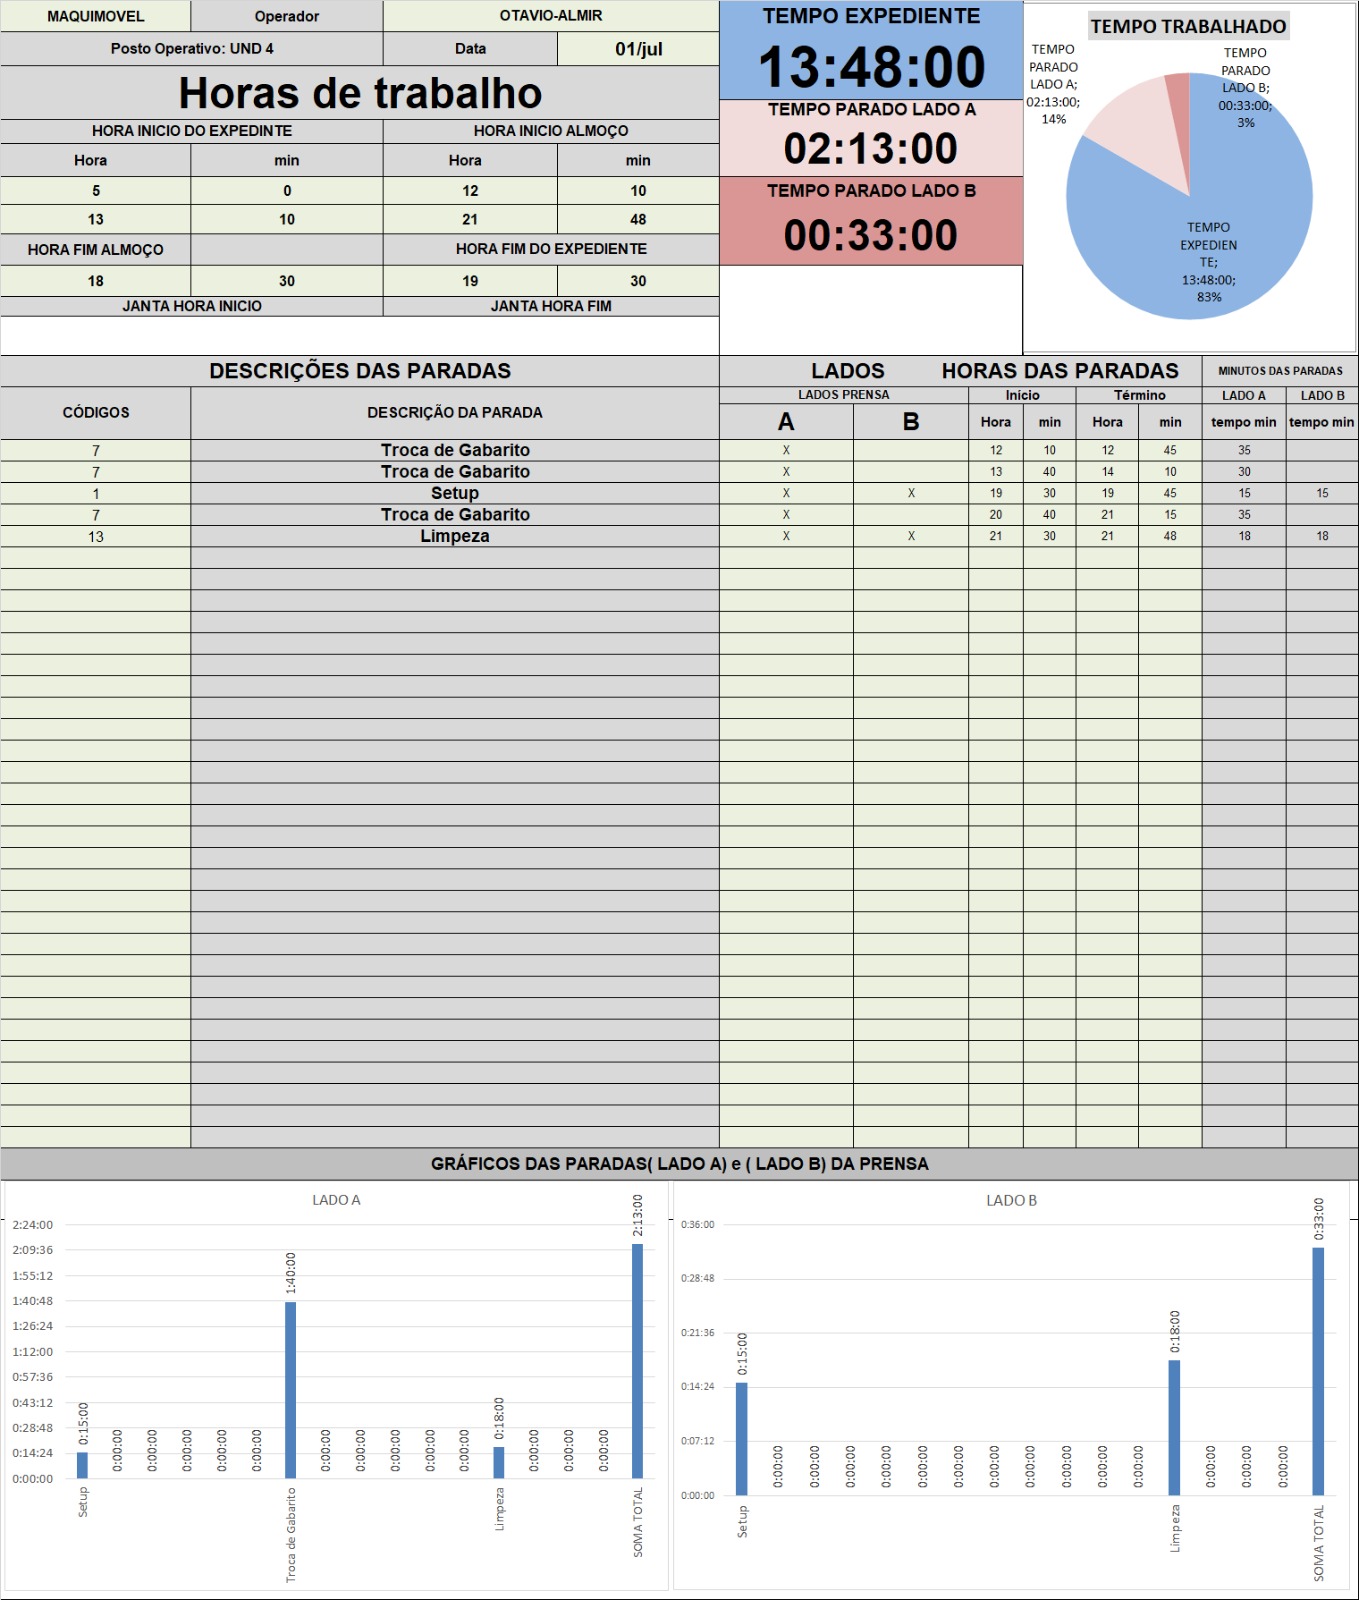 MAQUIMOVEL Operador OTAVIO-ALMIR
Posto Operativo: UND 4 Data 01/jul
Horas de trabalho
HORA INICIO DO EXPEDINTE HORA INICIO ALMOÇO
Hora min Hora min
5 0 12 10
13 10 21 48
HORA FIM ALMOÇO HORA FIM DO EXPEDIENTE
18 30 19 30
JANTA HORA INICIO JANTA HORA FIM
TEMPO EXPEDIENTE
13:48:00
TEMPO PARADO LADO A
02:13:00
TEMPO PARADO LADO B
00:33:00
TEMPO TRABALHADO
TEMPO
PARADO
LADO A;
02:13:00;
14%
TEMPO
PARADO
LADO B;
00:33:00;
3%
TEMPO
EXPEDIEN
TE;
13:48:00;
83%
DESCRIÇÕES DAS PARADAS LADOS HORAS DAS PARADAS MINUTOS DAS PARADAS
LADOS PRENSA Início Término LADO A LADO B
CÓDIGOS DESCRIÇÃO DA PARADA A B Hora min Hora min tempo min tempo min
7 Troca de Gabarito X 12 10 12 45 35
7 Troca de Gabarito X 13 40 14 10 30
1 Setup X X 19 30 19 45 15 15
7 Troca de Gabarito X 20 40 21 15 35
13 Limpeza X X 21 30 21 48 18 18
GRÁFICOS DAS PARADAS( LADO A) e ( LADO B) DA PRENSA
LADO A
2:24:00
2:09:36
1:55:12
1:40:48
1:26:24
1:12:00
0:57:36
0:43:12
0:28:48
0:14:24
0:00:00
0:15:00
0:00:00
0:00:00
0:00:00
0:00:00
0:00:00
1:40:00
0:00:00
0:00:00
0:00:00
0:00:00
0:00:00
0:18:00
0:00:00
0:00:00
0:00:00
2:13:00
Setup
Troca de Gabarito
Limpeza
SOMA TOTAL
LADO B
0:36:00
0:28:48
0:21:36
0:14:24
0:07:12
0:00:00
0:15:00
0:00:00
0:00:00
0:00:00
0:00:00
0:00:00
0:00:00
0:00:00
0:00:00
0:00:00
0:00:00
0:00:00
0:18:00
0:00:00
0:00:00
0:00:00
0:33:00
Setup
Limpeza
SOMA TOTAL